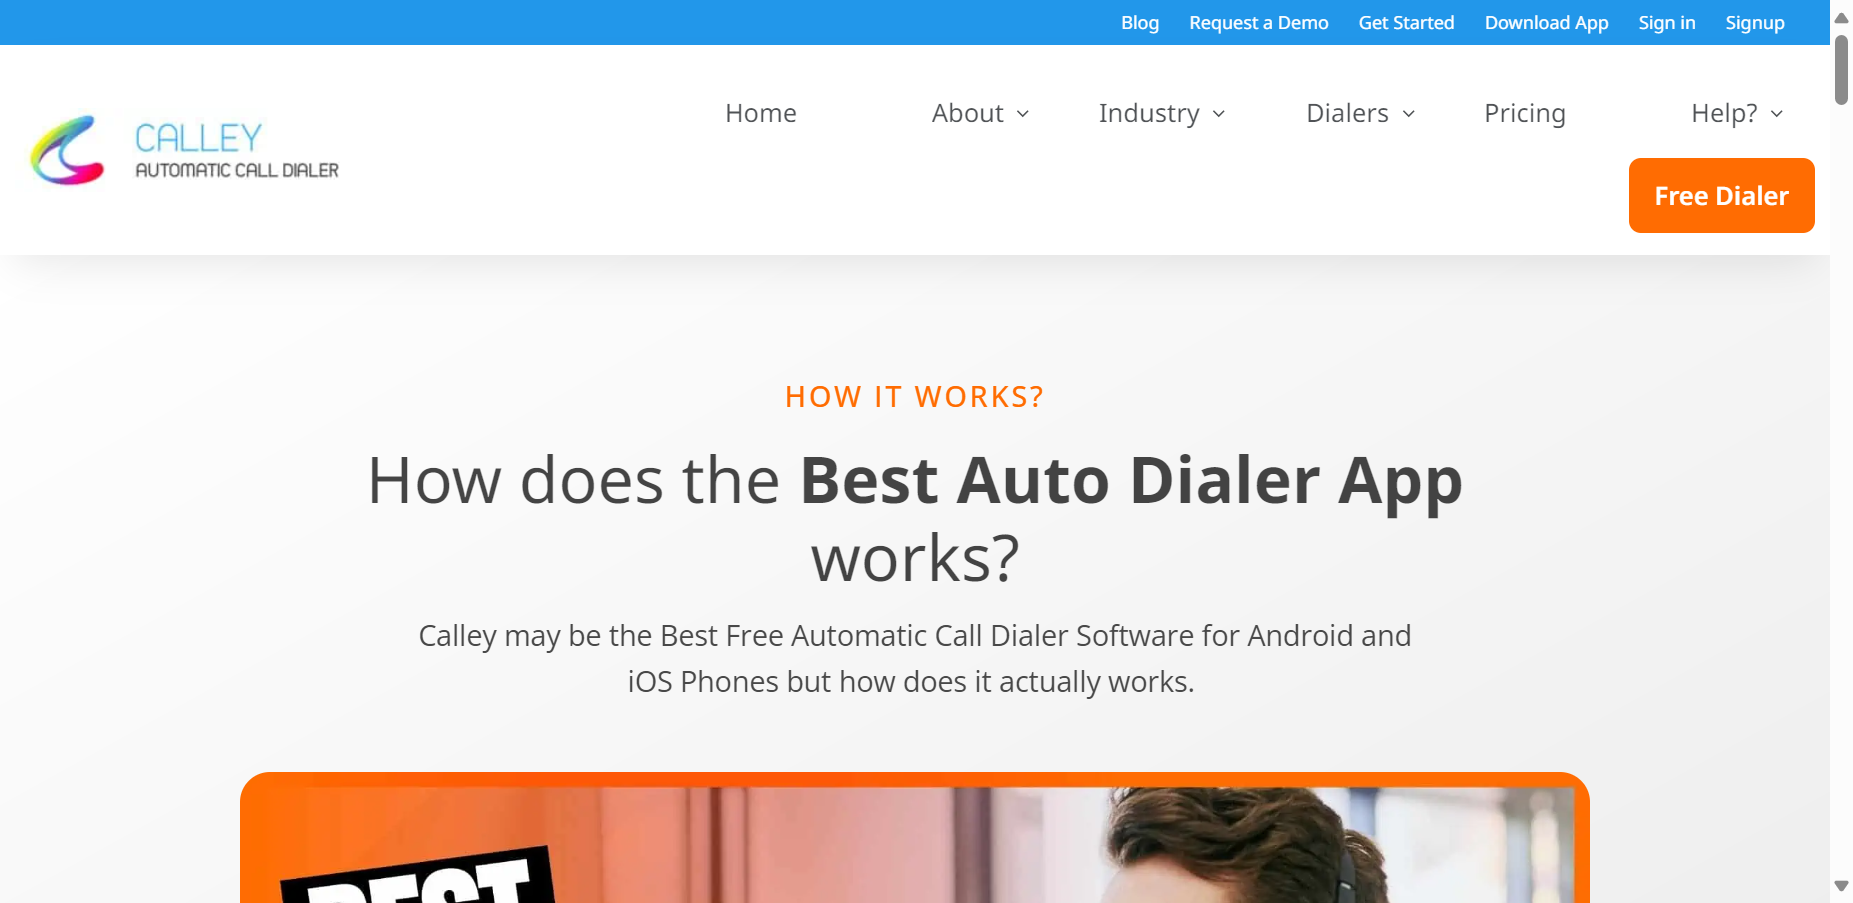 Blog Request a Demo Get Started Download App Sign in Signup
CALLEY
AUTOMATIC CALL DIALER
Home About Industry Dialers Pricing Help?
Free Dialer
HOW IT WORKS?
How does the Best Auto Dialer App
works?
Calley may be the Best Free Automatic Call Dialer Software for Android and
iOS Phones but how does it actually works.
BEST